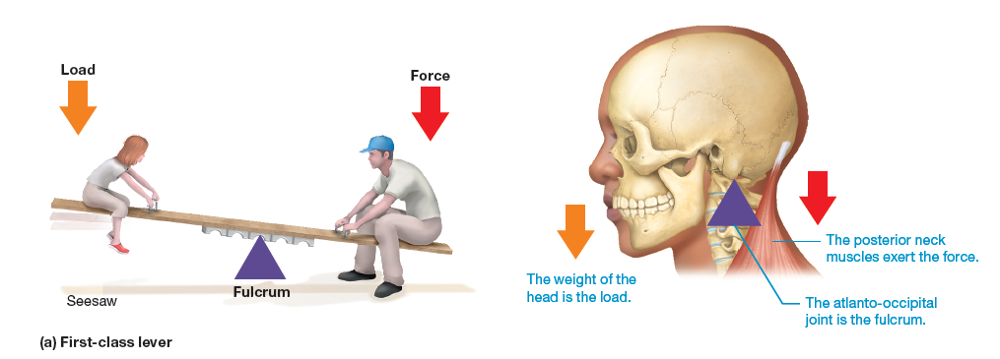 Load
Force
Fulcrum
Seesaw
(a) First-class lever
The weight of the
head is the load.
The posterior neck
muscles exert the force.
The atlanto-occipital
joint is the fulcrum.